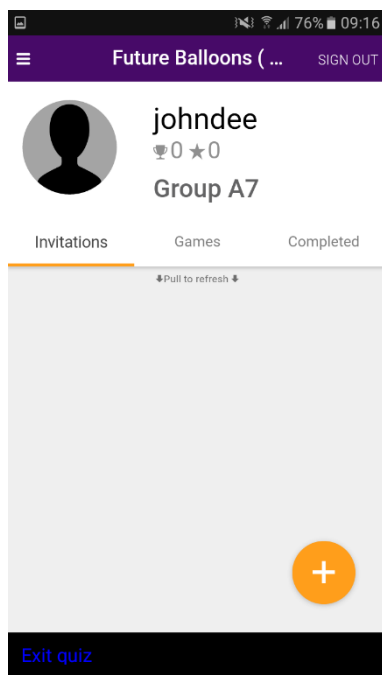 76% 09:16
Future Balloons ( ... SIGN OUT
johndee
0 0
Group A7
Invitations Games Completed
Pull to refresh
Exit quiz